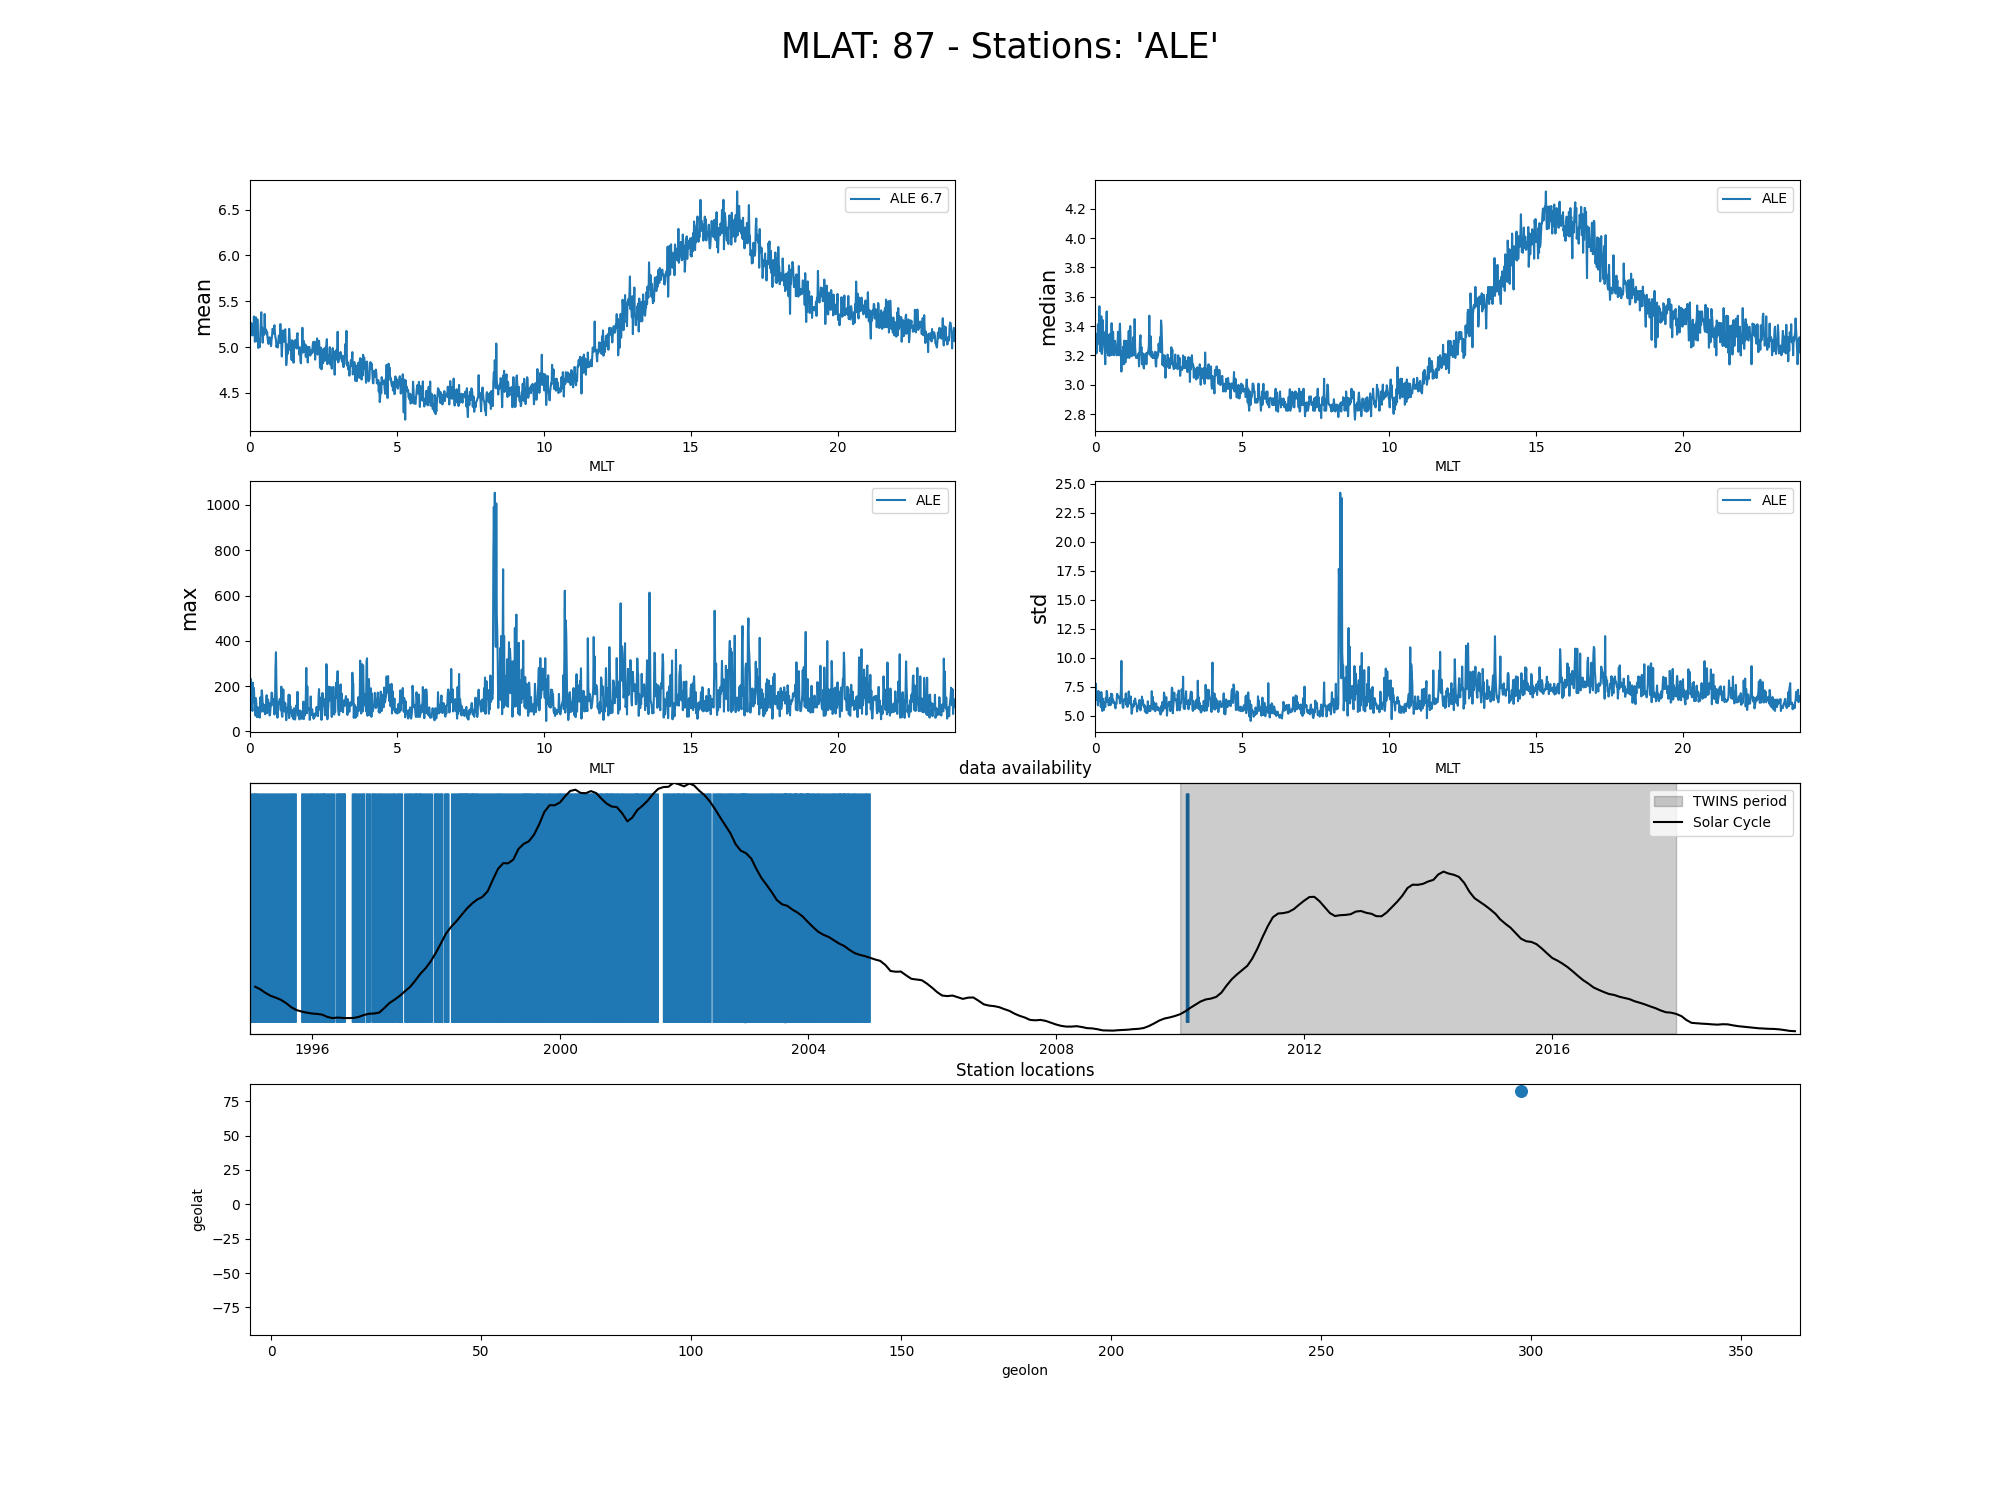 MLAT: 87 - Stations: 'ALE'
mean
6.5
6.0
5.5
5.0
4.5
ALE 6.7
0 5 10 15 20
MLT
median
4.2
4.0
3.8
3.6
3.4
3.2
3.0
2.8
ALE
0 5 10 15 20
MLT
max
1000
800
600
400
200
0
ALE
0 5 10 15 20
MLT
std
25.0
22.5
20.0
17.5
15.0
12.5
10.0
7.5
5.0
ALE
0 5 10 15 20
MLT
data availability
TWINS period
Solar Cycle
1996 2000 2004 2008 2012 2016
Station locations
geolat
75
50
25
0
−25
−50
−75
0 50 100 150 200 250 300 350
geolon